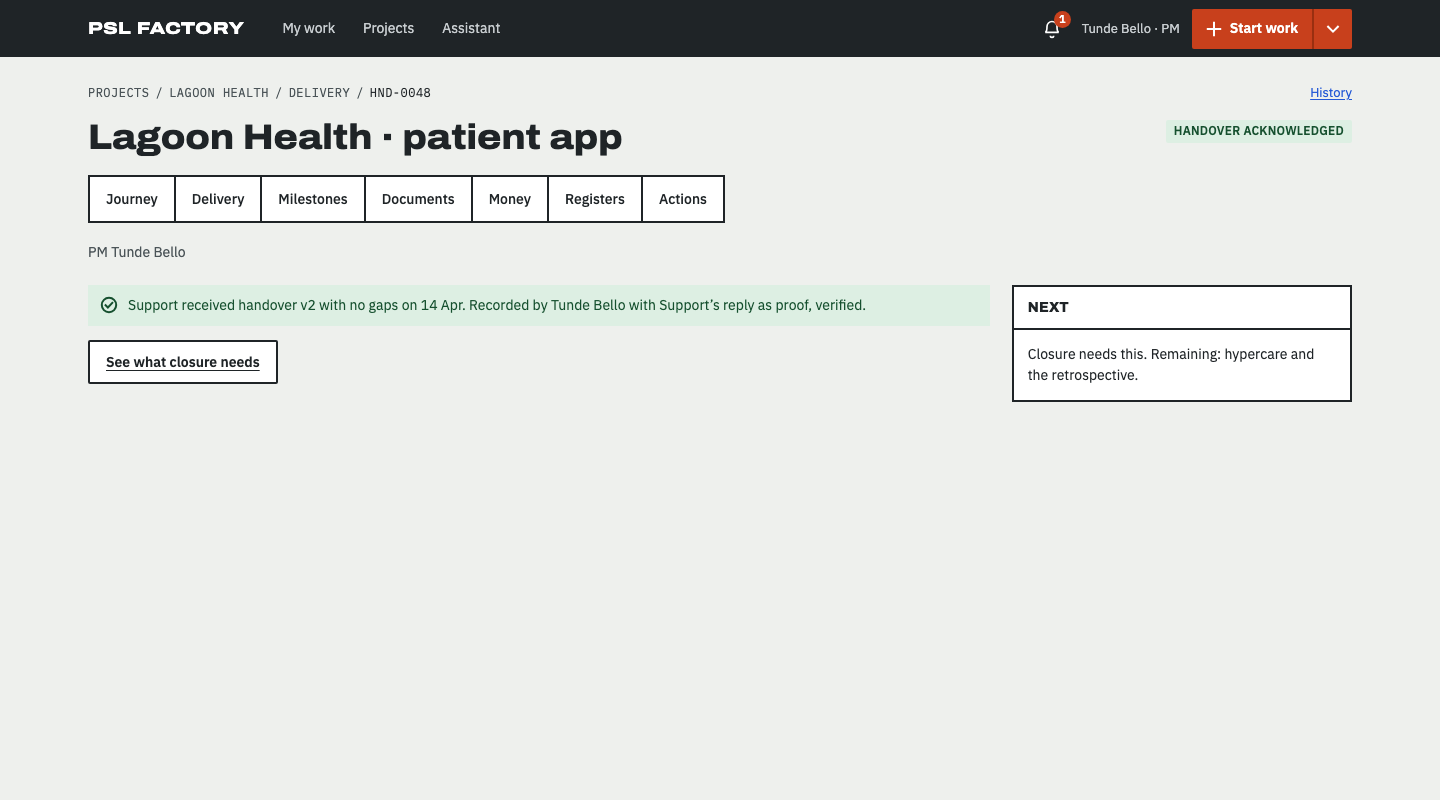 PSL FACTORY
My work
Projects
Assistant
1
Tunde Bello · PM
Start work
PROJECTS / LAGOON HEALTH / DELIVERY / HND-0048
History
Lagoon Health · patient app
HANDOVER ACKNOWLEDGED
Journey
Delivery
Milestones
Documents
Money
Registers
Actions
PM Tunde Bello
Support received handover v2 with no gaps on 14 Apr. Recorded by Tunde Bello with Support’s reply as proof, verified.
See what closure needs
NEXT
Closure needs this. Remaining: hypercare and
the retrospective.